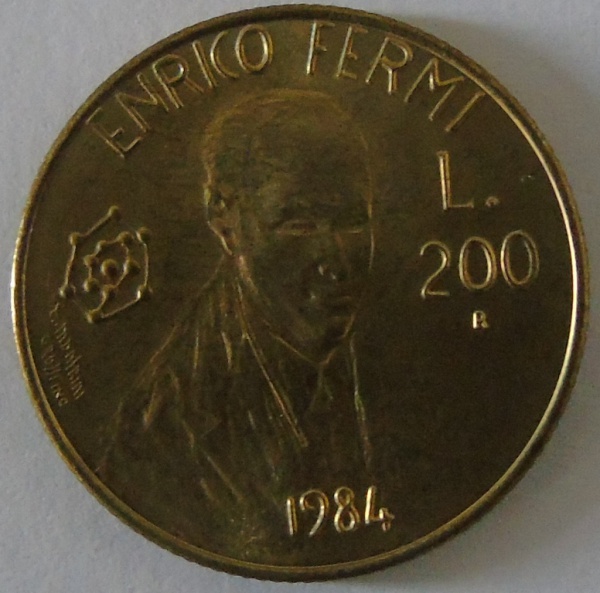 ENRICO FERMI
L.
200
R
1984